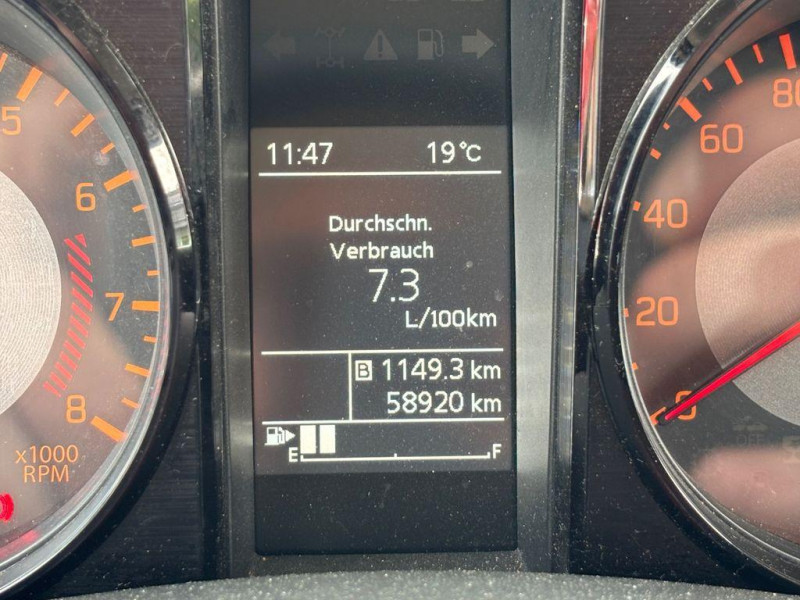 11:47 19°C
Durchschn.
Verbrauch
7.3
L/100km
B 1149.3 km
58920 km
E F
5
6
7
8
x1000
RPM
80
60
40
20
0